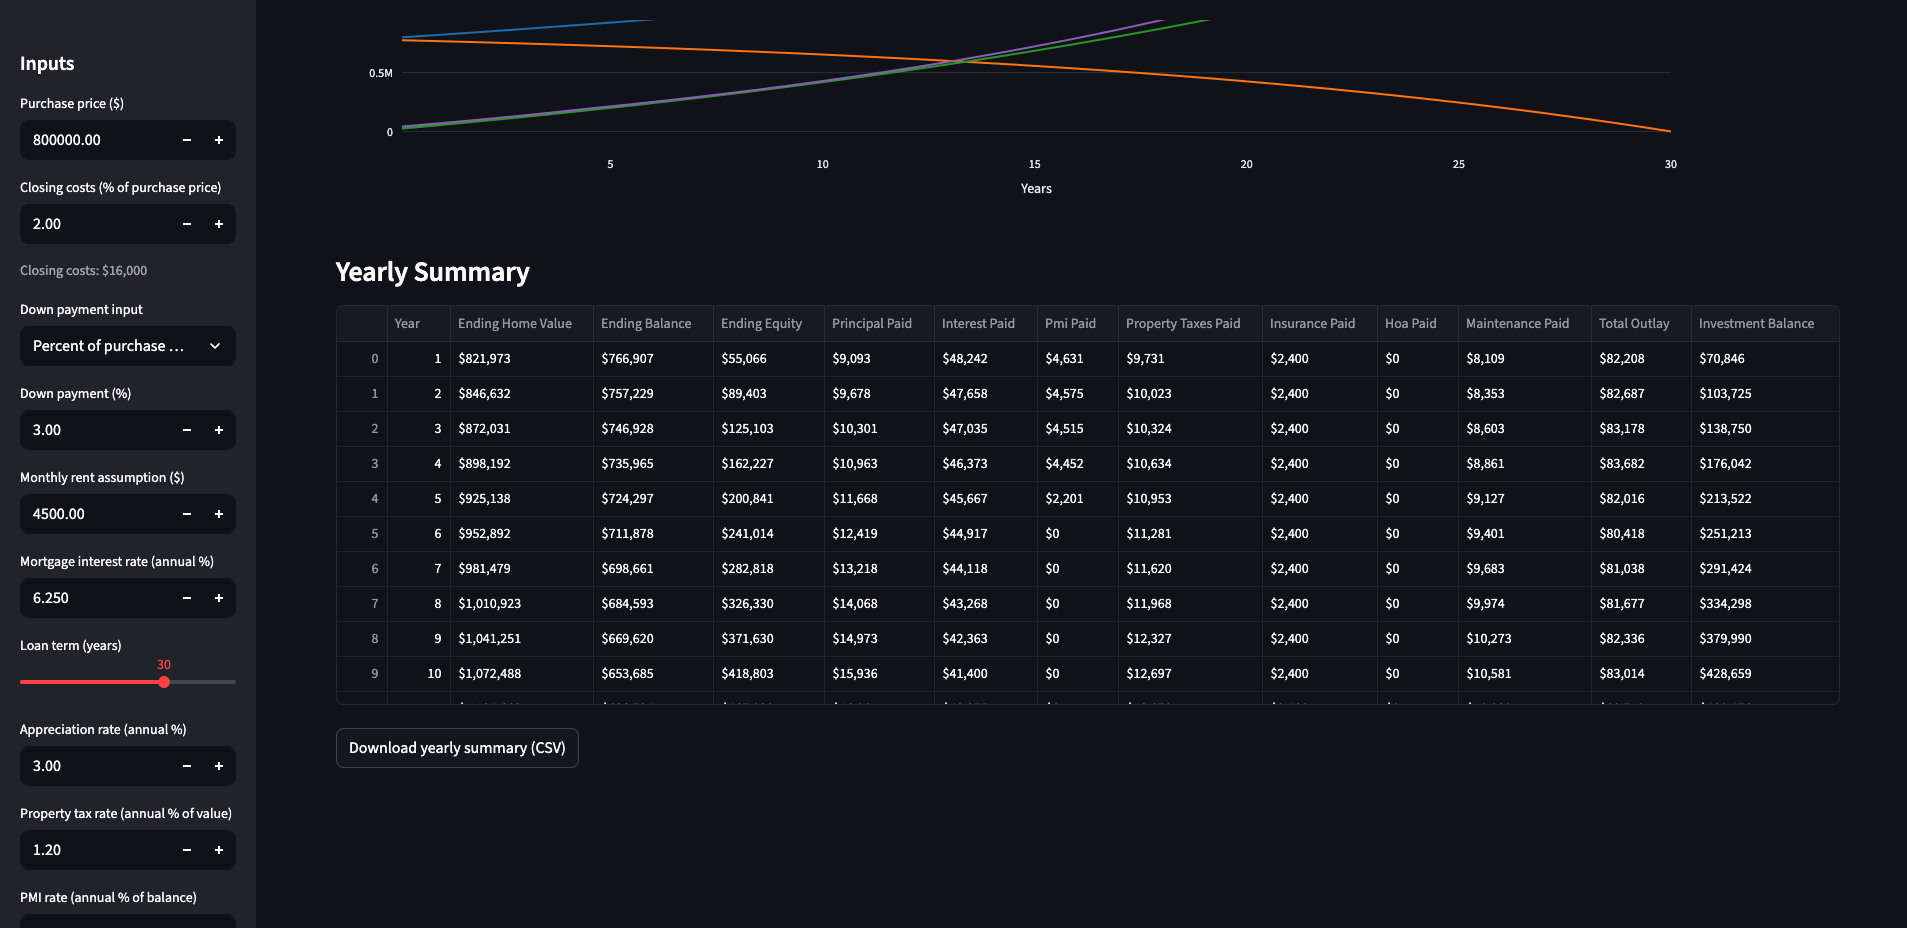 Inputs
Purchase price ($)
800000.00
Closing costs (% of purchase price)
2.00
Closing costs: $16,000
Down payment input
Percent of purchase ...
Down payment (%)
3.00
Monthly rent assumption ($)
4500.00
Mortgage interest rate (annual %)
6.250
Loan term (years)
30
Appreciation rate (annual %)
3.00
Property tax rate (annual % of value)
1.20
PMI rate (annual % of balance)
0.5M
0
5 10 15 20 25 30
Years
Yearly Summary
Year Ending Home Value Ending Balance Ending Equity Principal Paid Interest Paid Pmi Paid Property Taxes Paid Insurance Paid Hoa Paid Maintenance Paid Total Outlay Investment Balance
0 1 $821,973 $766,907 $55,066 $9,093 $48,242 $4,631 $9,731 $2,400 $0 $8,109 $82,208 $70,846
1 2 $846,632 $757,229 $89,403 $9,678 $47,658 $4,575 $10,023 $2,400 $0 $8,353 $82,687 $103,725
2 3 $872,031 $746,928 $125,103 $10,301 $47,035 $4,515 $10,324 $2,400 $0 $8,603 $83,178 $138,750
3 4 $898,192 $735,965 $162,227 $10,963 $46,373 $4,452 $10,634 $2,400 $0 $8,861 $83,682 $176,042
4 5 $925,138 $724,297 $200,841 $11,668 $45,667 $2,201 $10,953 $2,400 $0 $9,127 $82,016 $213,522
5 6 $952,892 $711,878 $241,014 $12,419 $44,917 $0 $11,281 $2,400 $0 $9,401 $80,418 $251,213
6 7 $981,479 $698,661 $282,818 $13,218 $44,118 $0 $11,620 $2,400 $0 $9,683 $81,038 $291,424
7 8 $1,010,923 $684,593 $326,330 $14,068 $43,268 $0 $11,968 $2,400 $0 $9,974 $81,677 $334,298
8 9 $1,041,251 $669,620 $371,630 $14,973 $42,363 $0 $12,327 $2,400 $0 $10,273 $82,336 $379,990
9 10 $1,072,488 $653,685 $418,803 $15,936 $41,400 $0 $12,697 $2,400 $0 $10,581 $83,014 $428,659
Download yearly summary (CSV)